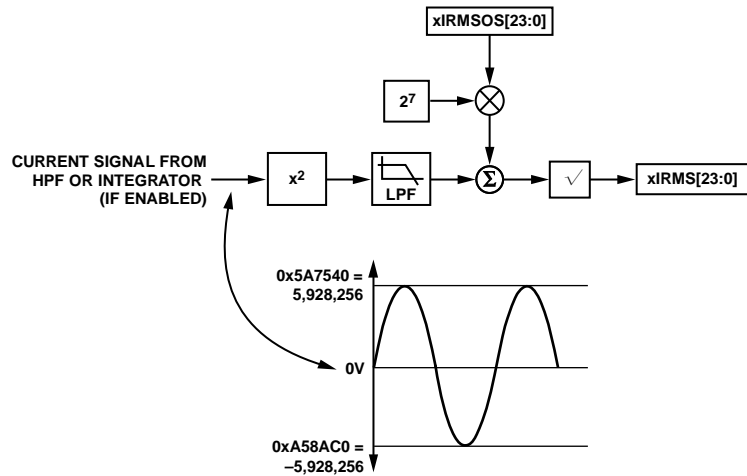 xIRMSOS[23:0]
2⁷
CURRENT SIGNAL FROM
HPF OR INTEGRATOR
(IF ENABLED)
x²
LPF
Σ
√
xIRMS[23:0]
0x5A7540 =
5,928,256
0V
0xA58AC0 =
–5,928,256